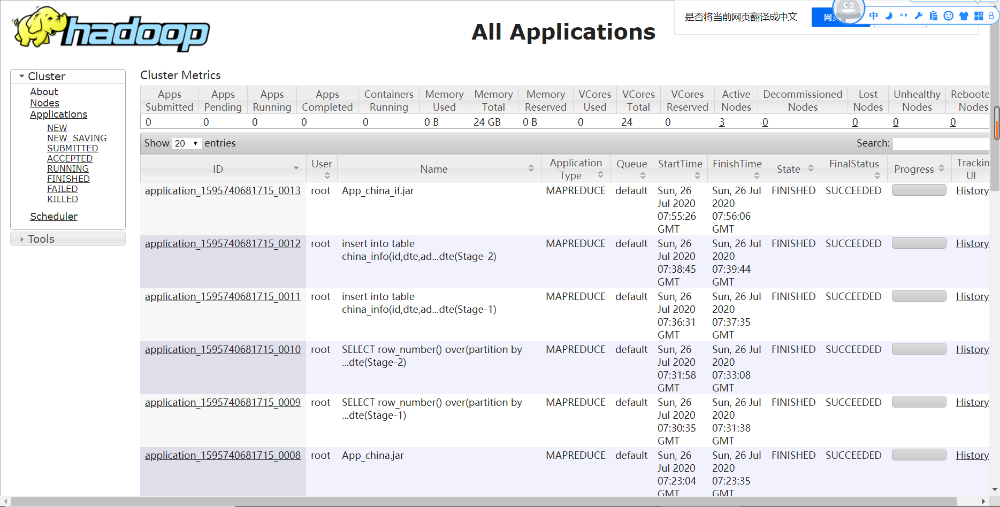 hadoop
All Applications
是否将当前网页翻译成中文
网页
中
Cluster
About
Nodes
Applications
NEW
NEW_SAVING
SUBMITTED
ACCEPTED
RUNNING
FINISHED
FAILED
KILLED
Scheduler
Tools
Cluster Metrics
Apps Submitted Apps Pending Apps Running Apps Completed Containers Running Memory Used Memory Total Memory Reserved VCores Used VCores Total VCores Reserved Active Nodes Decommissioned Nodes Lost Nodes Unhealthy Nodes Reboote Nodes
0 0 0 0 0 0 B 24 GB 0 B 0 24 0 3 0 0 0 0
Show 20 entries Search:
ID User Name Application Type Queue StartTime FinishTime State FinalStatus Progress Trackin UI
application_1595740681715_0013 root App_china_if.jar MAPREDUCE default Sun, 26 Jul 2020 07:55:26 GMT Sun, 26 Jul 2020 07:56:06 GMT FINISHED SUCCEEDED History
application_1595740681715_0012 root insert into table china_info(id,dte,ad...dte(Stage-2) MAPREDUCE default Sun, 26 Jul 2020 07:38:45 GMT Sun, 26 Jul 2020 07:39:44 GMT FINISHED SUCCEEDED History
application_1595740681715_0011 root insert into table china_info(id,dte,ad...dte(Stage-1) MAPREDUCE default Sun, 26 Jul 2020 07:36:31 GMT Sun, 26 Jul 2020 07:37:35 GMT FINISHED SUCCEEDED History
application_1595740681715_0010 root SELECT row_number() over(partition by ...dte(Stage-2) MAPREDUCE default Sun, 26 Jul 2020 07:31:58 GMT Sun, 26 Jul 2020 07:33:08 GMT FINISHED SUCCEEDED History
application_1595740681715_0009 root SELECT row_number() over(partition by ...dte(Stage-1) MAPREDUCE default Sun, 26 Jul 2020 07:30:35 GMT Sun, 26 Jul 2020 07:31:38 GMT FINISHED SUCCEEDED History
application_1595740681715_0008 root App_china.jar MAPREDUCE default Sun, 26 Jul 2020 07:23:04 GMT Sun, 26 Jul 2020 07:23:35 GMT FINISHED SUCCEEDED History